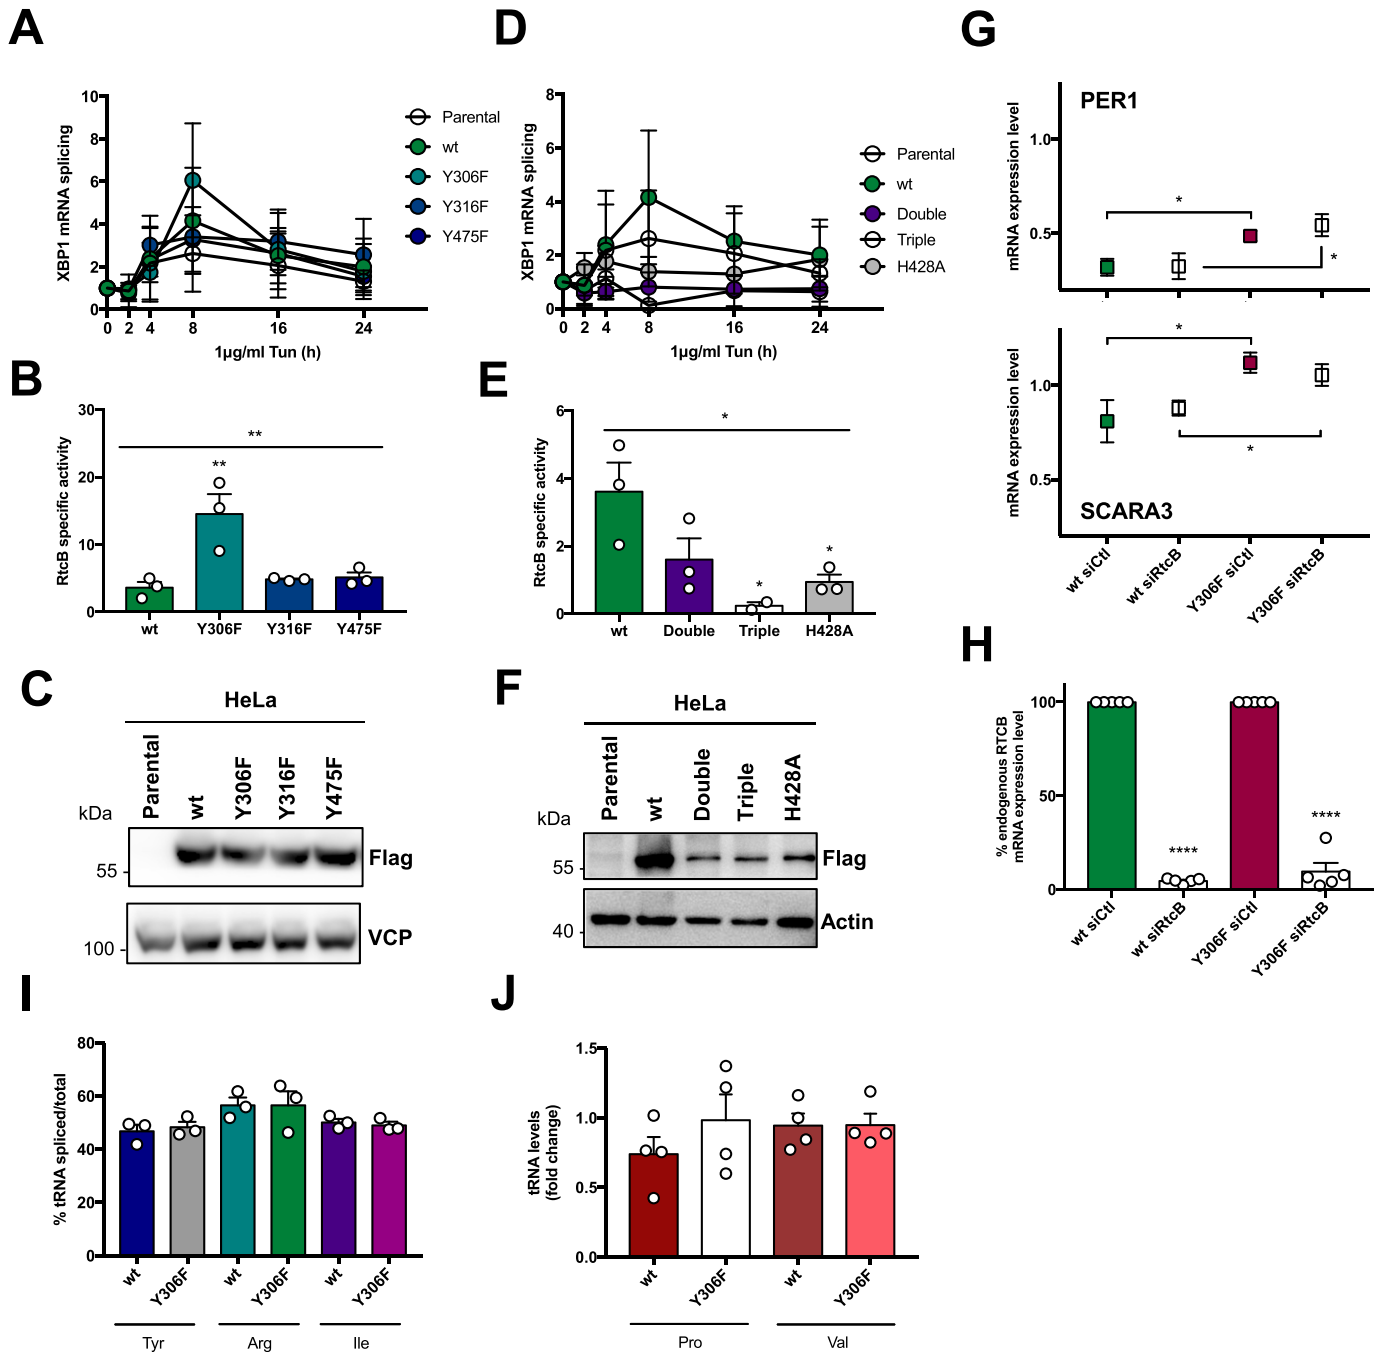 A
XBP1 mRNA splicing
10
8
6
4
2
0
0 2 4 8 16 24
1µg/ml Tun (h)
Parental
wt
Y306F
Y316F
Y475F
D
XBP1 mRNA splicing
8
6
4
2
0
0 2 4 8 16 24
1µg/ml Tun (h)
Parental
wt
Double
Triple
H428A
G
PER1
mRNA expression level
1.0
0.5
*
*
mRNA expression level
1.0
0.5
*
*
SCARA3
wt siCtl
wt siRtcB
Y306F siCtl
Y306F siRtcB
B
RtcB specific activity
30
20
10
0
**
**
wt Y306F Y316F Y475F
E
RtcB specific activity
6
4
2
0
*
*
*
wt Double Triple H428A
C
HeLa
Parental
wt
Y306F
Y316F
Y475F
kDa
55 -
Flag
100 -
VCP
F
HeLa
Parental
wt
Double
Triple
H428A
kDa
55 -
Flag
40 -
Actin
H
% endogenous RTCB
mRNA expression level
100
50
0
****
****
wt siCtl
wt siRtcB
Y306F siCtl
Y306F siRtcB
I
% tRNA spliced/total
80
60
40
20
0
wt
Y306F
wt
Y306F
wt
Y306F
Tyr Arg Ile
J
tRNA levels
(fold change)
1.5
1.0
0.5
0.0
wt
Y306F
wt
Y306F
Pro Val